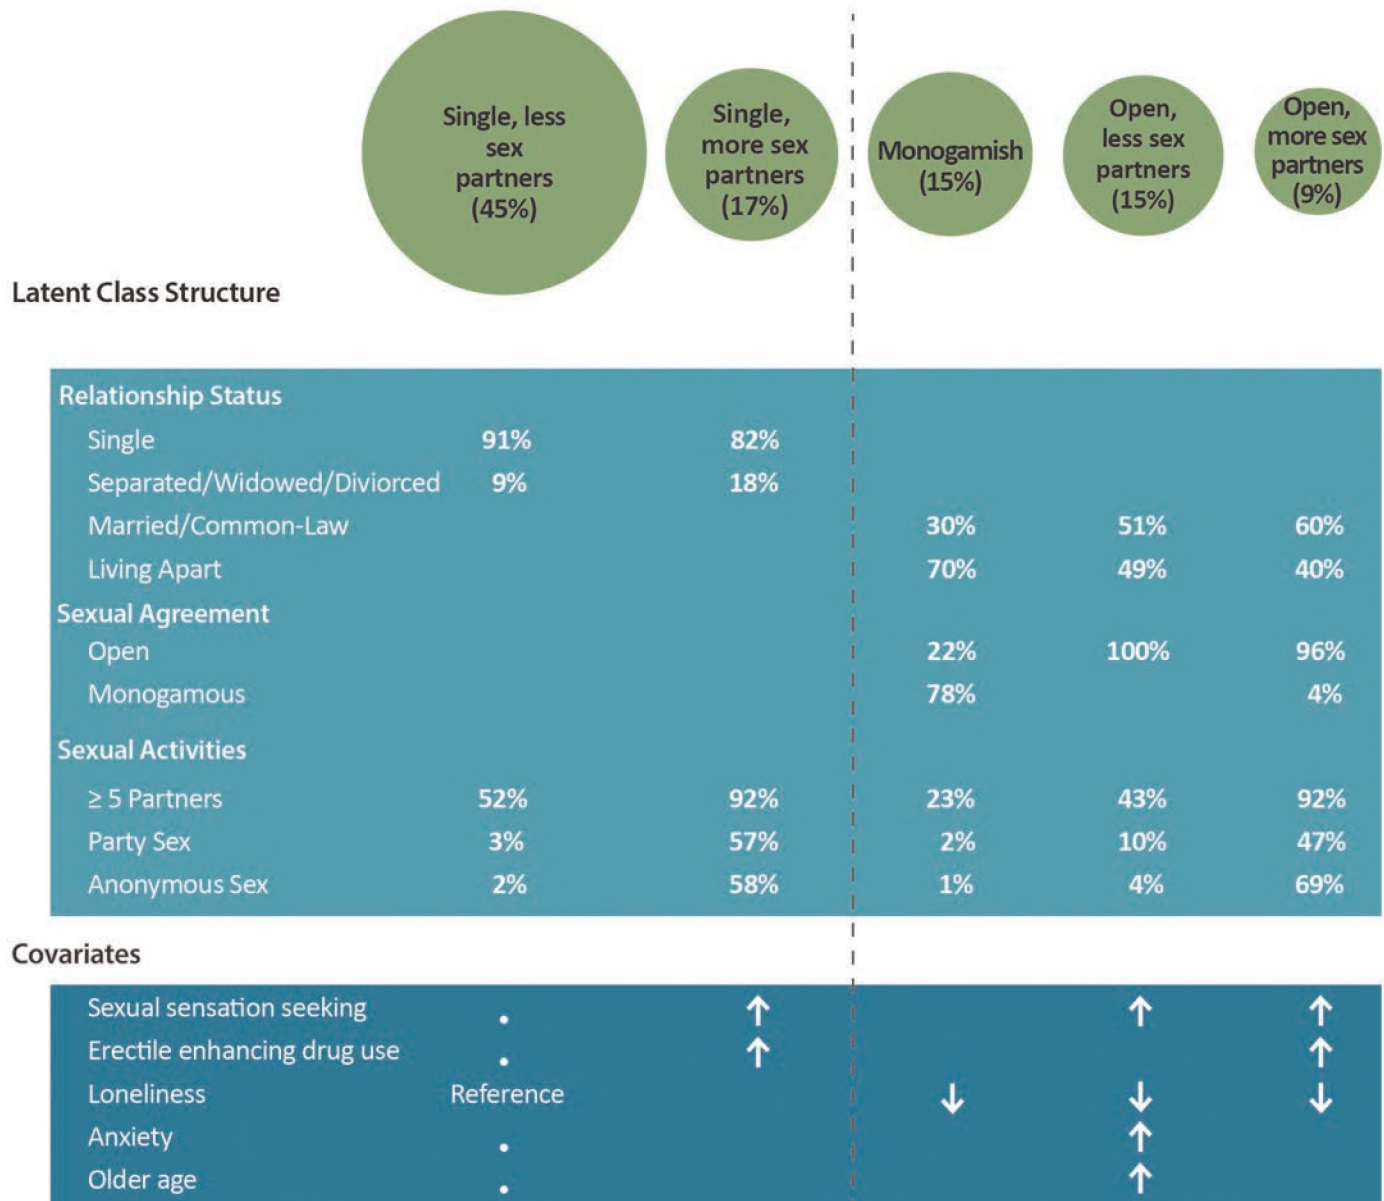 Single, less
sex
partners
(45%)
Single,
more sex
partners
(17%)
Monogamish
(15%)
Open,
less sex
partners
(15%)
Open,
more sex
partners
(9%)
Latent Class Structure
Relationship Status
Single 91% 82%
Separated/Widowed/Diviorced 9% 18%
Married/Common-Law 30% 51% 60%
Living Apart 70% 49% 40%
Sexual Agreement
Open 22% 100% 96%
Monogamous 78% 4%
Sexual Activities
≥ 5 Partners 52% 92% 23% 43% 92%
Party Sex 3% 57% 2% 10% 47%
Anonymous Sex 2% 58% 1% 4% 69%
Covariates
Sexual sensation seeking • ↑ ↑ ↑
Erectile enhancing drug use • ↑ ↑
Loneliness Reference ↓ ↓ ↓
Anxiety • ↑
Older age • ↑